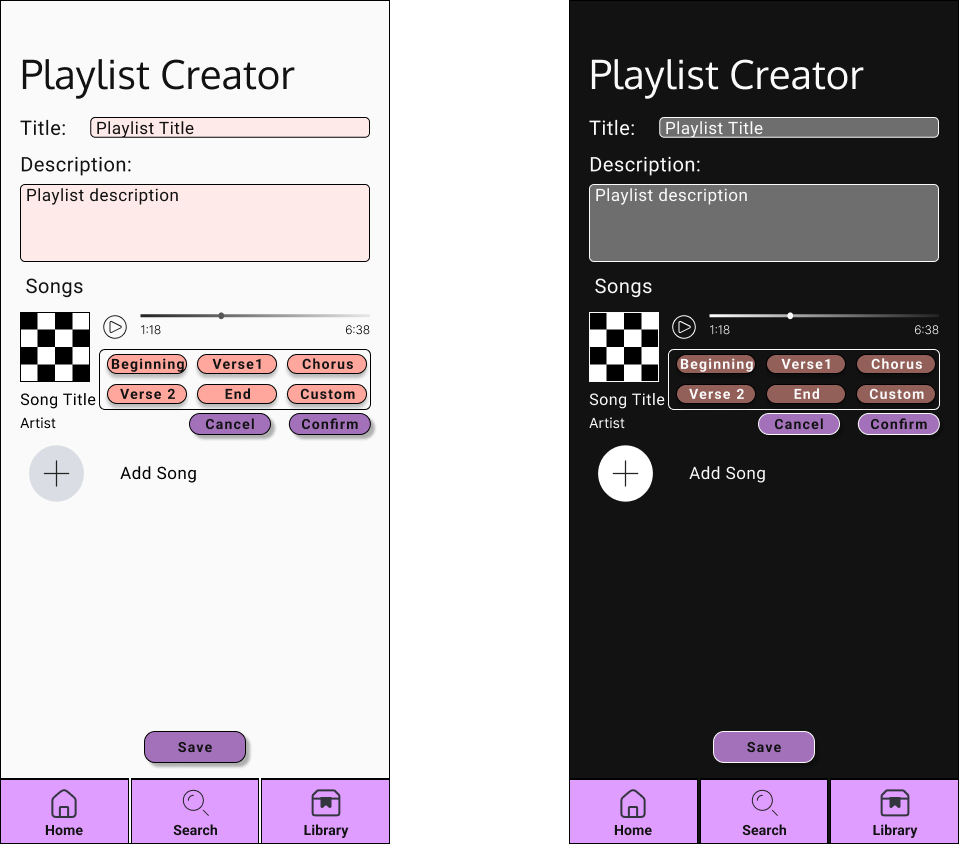 Playlist Creator
Title:
Playlist Title
Description:
Playlist description
Songs
1:18
6:38
Beginning
Verse1
Chorus
Song Title
Verse 2
End
Custom
Artist
Cancel
Confirm
Add Song
Save
Home
Search
Library
Playlist Creator
Title:
Playlist Title
Description:
Playlist description
Songs
1:18
6:38
Beginning
Verse1
Chorus
Song Title
Verse 2
End
Custom
Artist
Cancel
Confirm
Add Song
Save
Home
Search
Library